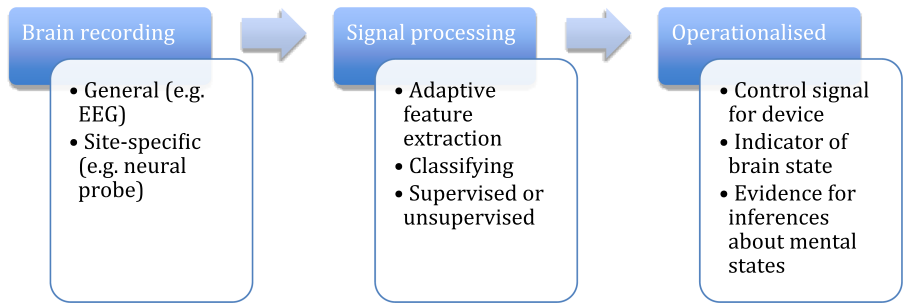 Brain recording
• General (e.g.
EEG)
• Site-specific
(e.g. neural
probe)
Signal processing
• Adaptive
feature
extraction
• Classifying
• Supervised or
unsupervised
Operationalised
• Control signal
for device
• Indicator of
brain state
• Evidence for
inferences
about mental
states